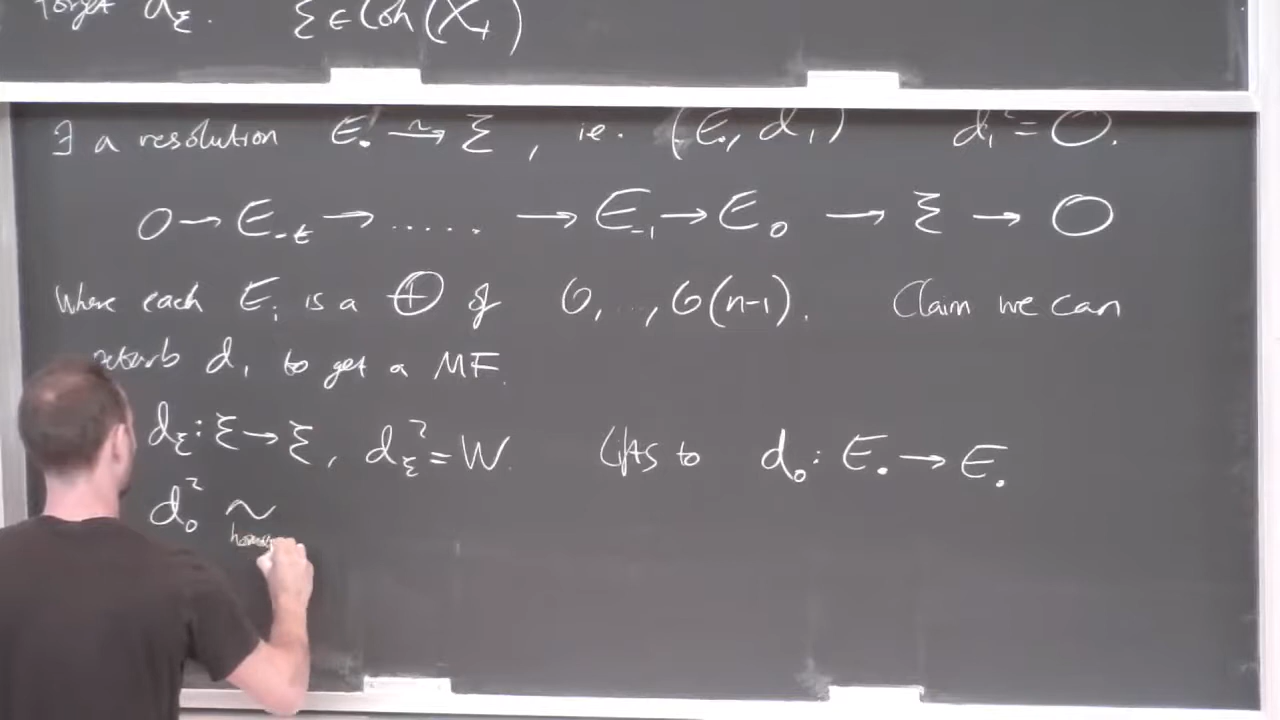 forget d_ξ. ξ ∈ Coh(X_+)
∃ a resolution E_• →~ ξ, ie. (E_•, d_1) d_1² = 0.
0 → E_{-t} → ..... → E_{-1} → E_0 → ξ → 0
Where each E_i is a ⊕ of O, ..., O(n-1). Claim we can
perturb d_1 to get a MF.
d_ξ : ξ → ξ, d_ξ² = W. lifts to d_0 : E_• → E_•
d_0² ~